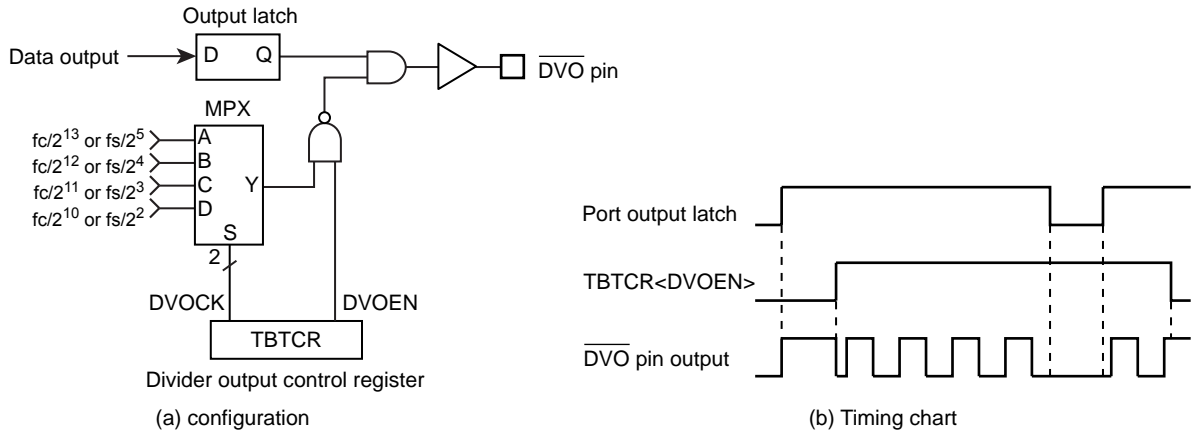 Output latch
Data output
D Q
DVO pin
MPX
fc/2^13 or fs/2^5
A
fc/2^12 or fs/2^4
B
fc/2^11 or fs/2^3
C
Y
fc/2^10 or fs/2^2
D
S
2
DVOCK
DVOEN
TBTCR
Divider output control register
(a) configuration
Port output latch
TBTCR<DVOEN>
DVO pin output
(b) Timing chart